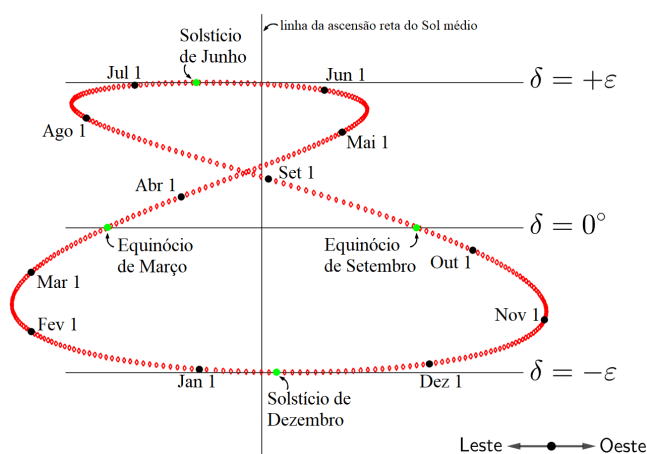 linha da ascensão reta do Sol médio
Solstício
de Junho
Jul 1
Jun 1
δ = +ε
Ago 1
Mai 1
Set 1
Abr 1
δ = 0°
Equinócio
de Março
Equinócio
de Setembro
Out 1
Mar 1
Nov 1
Fev 1
δ = −ε
Jan 1
Dez 1
Solstício de
Dezembro
Leste
Oeste